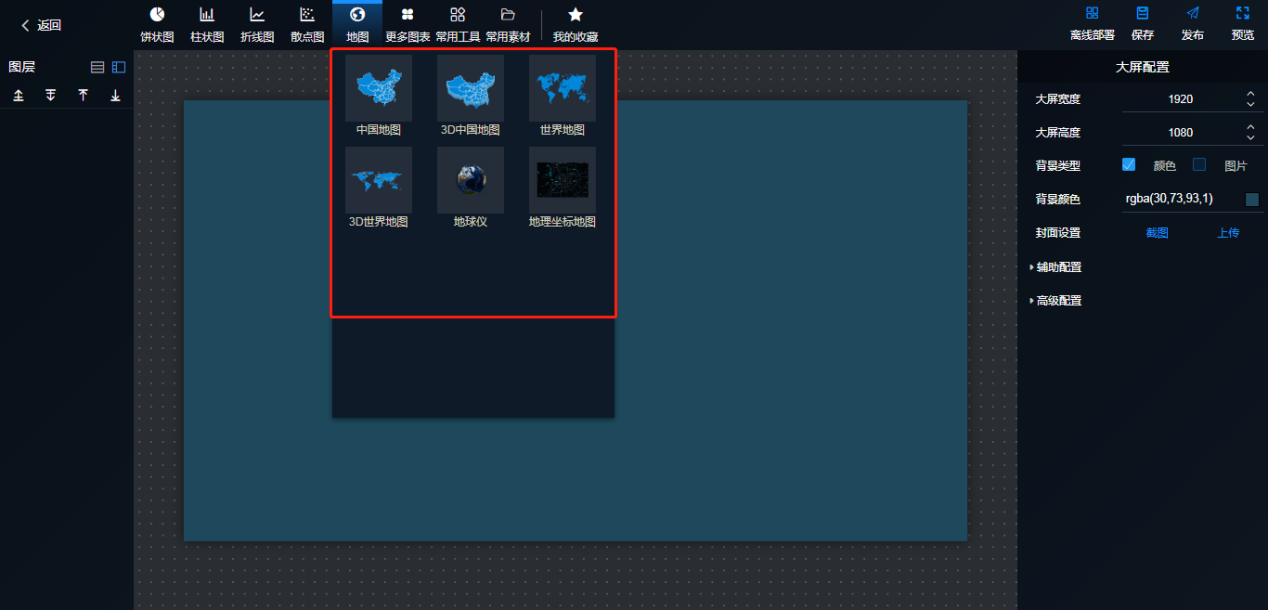 返回
饼状图 柱状图 折线图 散点图 地图 更多图表 常用工具 常用素材 我的收藏
离线部署 保存 发布 预览
图层
中国地图 3D中国地图 世界地图
3D世界地图 地球仪 地理坐标地图
大屏配置
大屏宽度 1920
大屏高度 1080
背景类型 颜色 图片
背景颜色 rgba(30,73,93,1)
封面设置 截图 上传
辅助配置
高级配置